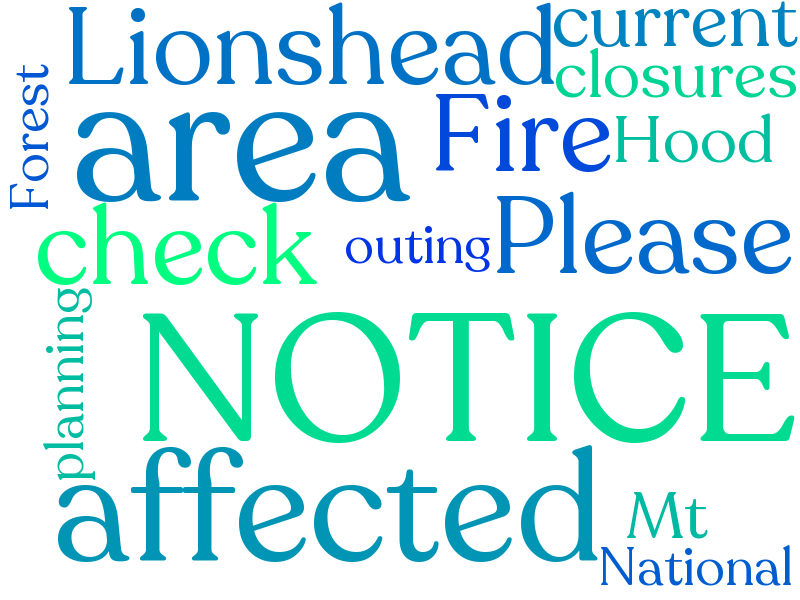 Lionshead
current
closures
Forest
area
Fire
Hood
check
outing
Please
planning
NOTICE
affected
Mt
National